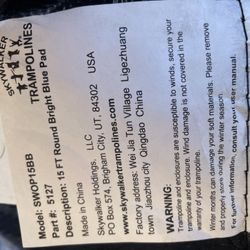 SKYWALKER
TRAMPOLINES
MODEL: SWOP15BB
Part #: 5127
Description: 15 FT Round Bright Blue Pad
Made in China
Skywalker Holdings, LLC
PO BOX 574, Brigham City, UT, 84302 USA
www.skywalkertrampolines.com
Factory address: Wei Jia Tun Village Ligezhuang
town Jiaozhou city Qingdao China
WARNING:
Trampoline and enclosures are susceptible to winds, secure your
trampoline and enclosure. Wind damage is not covered in the
warranty of your trampoline.
can damage your soft materials. Please remove
properly store during the winter season.
For further information, consult your user manual.